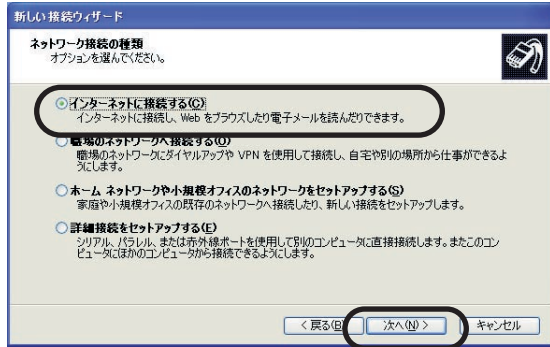 新しい接続ウィザード
ネットワーク接続の種類
オプションを選んでください。
インターネットに接続する(C)
インターネットに接続し、Web をブラウズしたり電子メールを読んだりできます。
職場のネットワークへ接続する(O)
職場のネットワークにダイヤルアップや VPN を使用して接続し、自宅や別の場所から仕事ができるよ
うにします。
ホーム ネットワークや小規模オフィスのネットワークをセットアップする(S)
家庭や小規模オフィスの既存のネットワークへ接続したり、新しい接続をセットアップします。
詳細接続をセットアップする(E)
シリアル、パラレル、または赤外線ポートを使用して別のコンピュータに直接接続します。またこのコン
ピュータにほかのコンピュータから接続できるようにします。
< 戻る(B) 次へ(N) > キャンセル